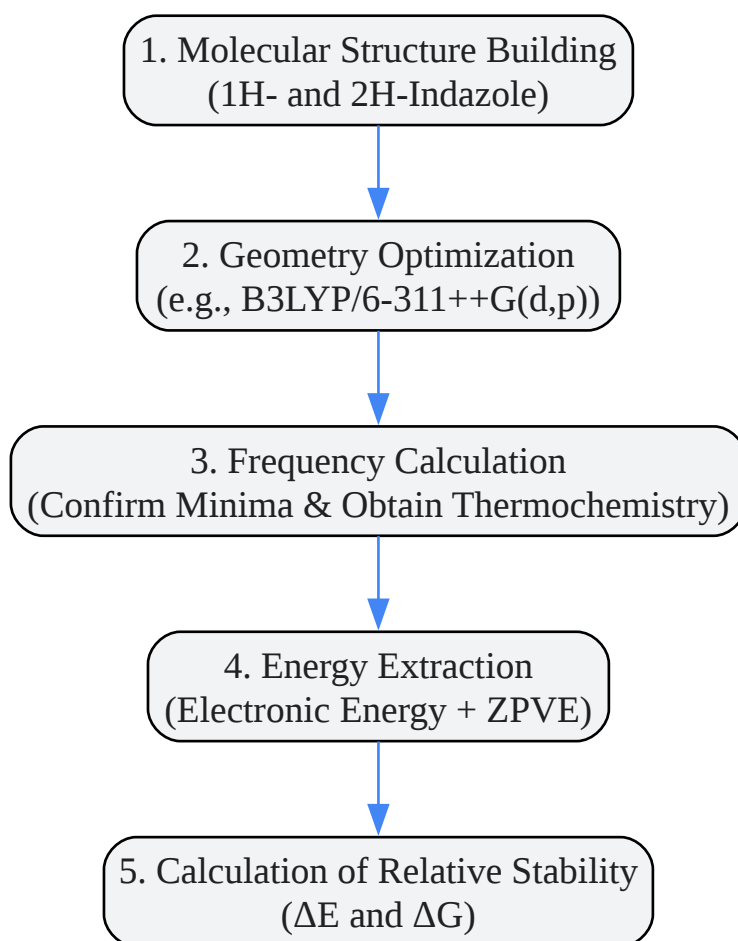 1. Molecular Structure Building
(1H- and 2H-Indazole)
2. Geometry Optimization
(e.g., B3LYP/6-311++G(d,p))
3. Frequency Calculation
(Confirm Minima & Obtain Thermochemistry)
4. Energy Extraction
(Electronic Energy + ZPVE)
5. Calculation of Relative Stability
(ΔE and ΔG)